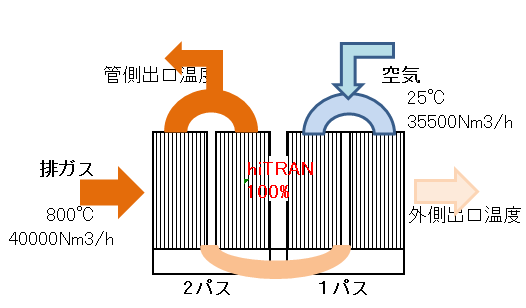 管側出口温度
空気
25℃
35500Nm3/h
排ガス
hiTRAN
100%
800℃
40000Nm3/h
外側出口温度
2パス
1パス